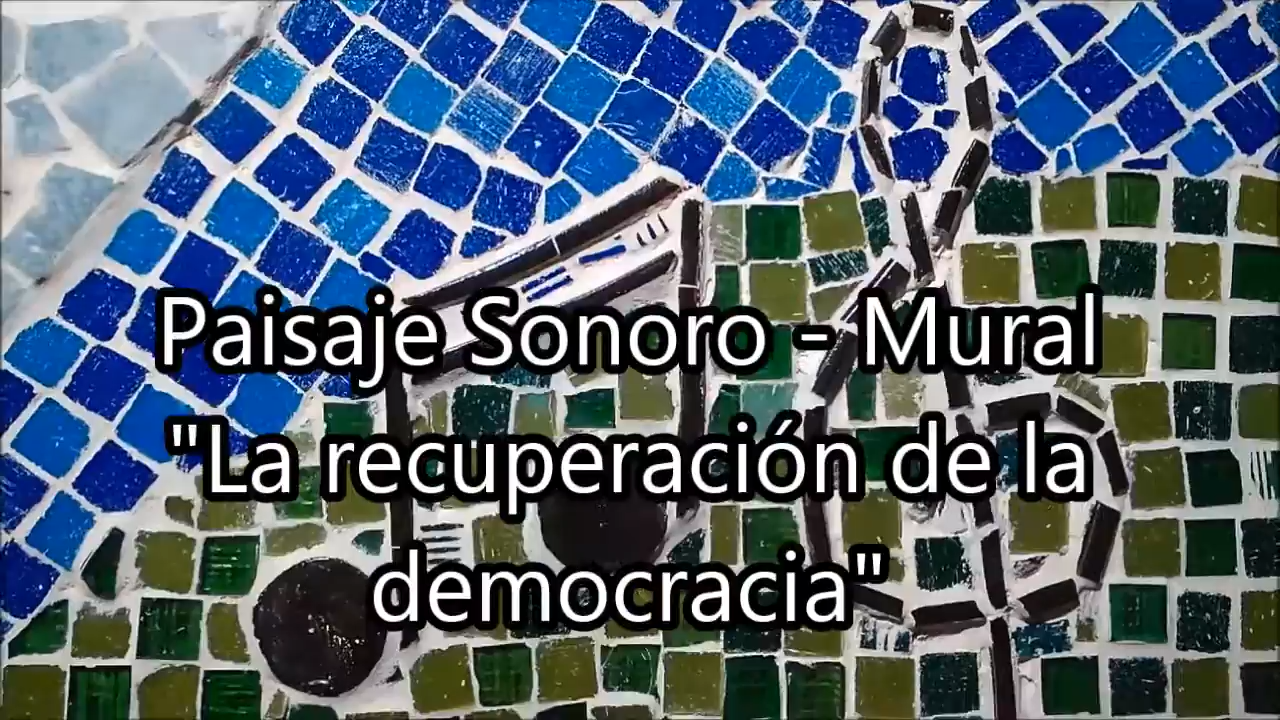 Paisaje Sonoro - Mural
"La recuperación de la
democracia"